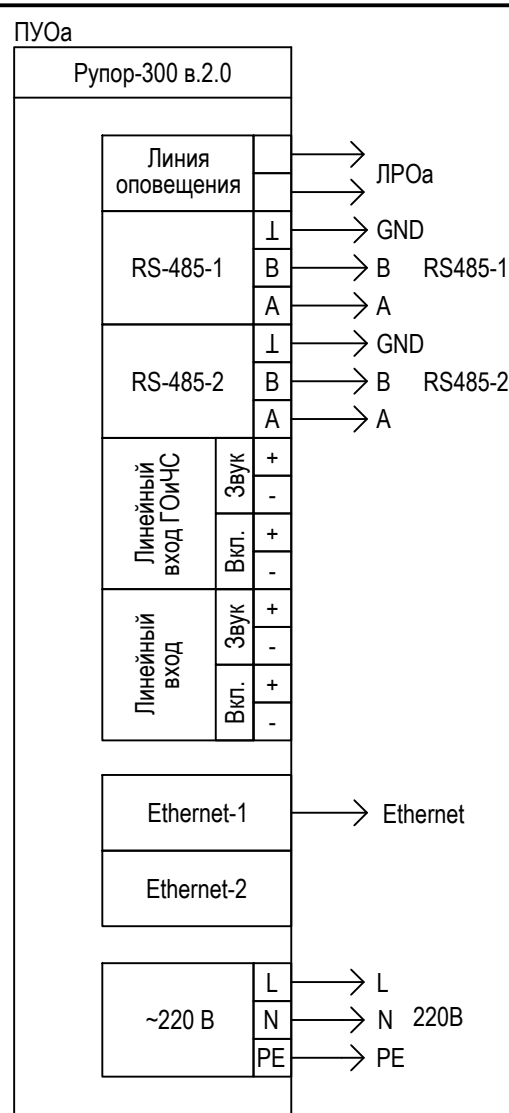 ПУОа
Рупор-300 в.2.0
Линия
оповещения
ЛРОа
RS-485-1
⊥
GND
B
B
RS485-1
A
A
RS-485-2
⊥
GND
B
B
RS485-2
A
A
Линейный
вход ГОиЧС
Звук
+
-
Вкл.
+
-
Линейный
вход
Звук
+
-
Вкл.
+
-
Ethernet-1
Ethernet
Ethernet-2
~220 В
L
L
N
N
220В
PE
PE